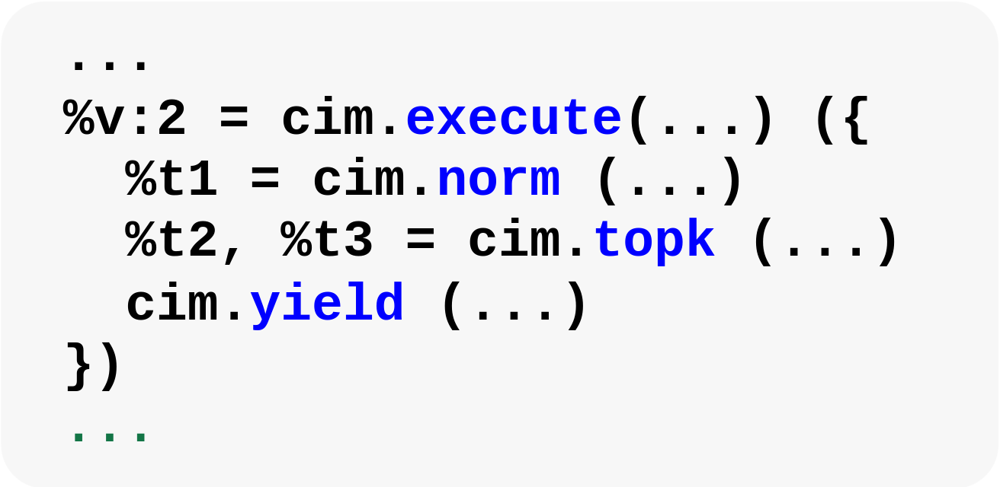 ...
%v:2 = cim.execute(...) ({
  %t1 = cim.norm (...)
  %t2, %t3 = cim.topk (...)
  cim.yield (...)
})
...